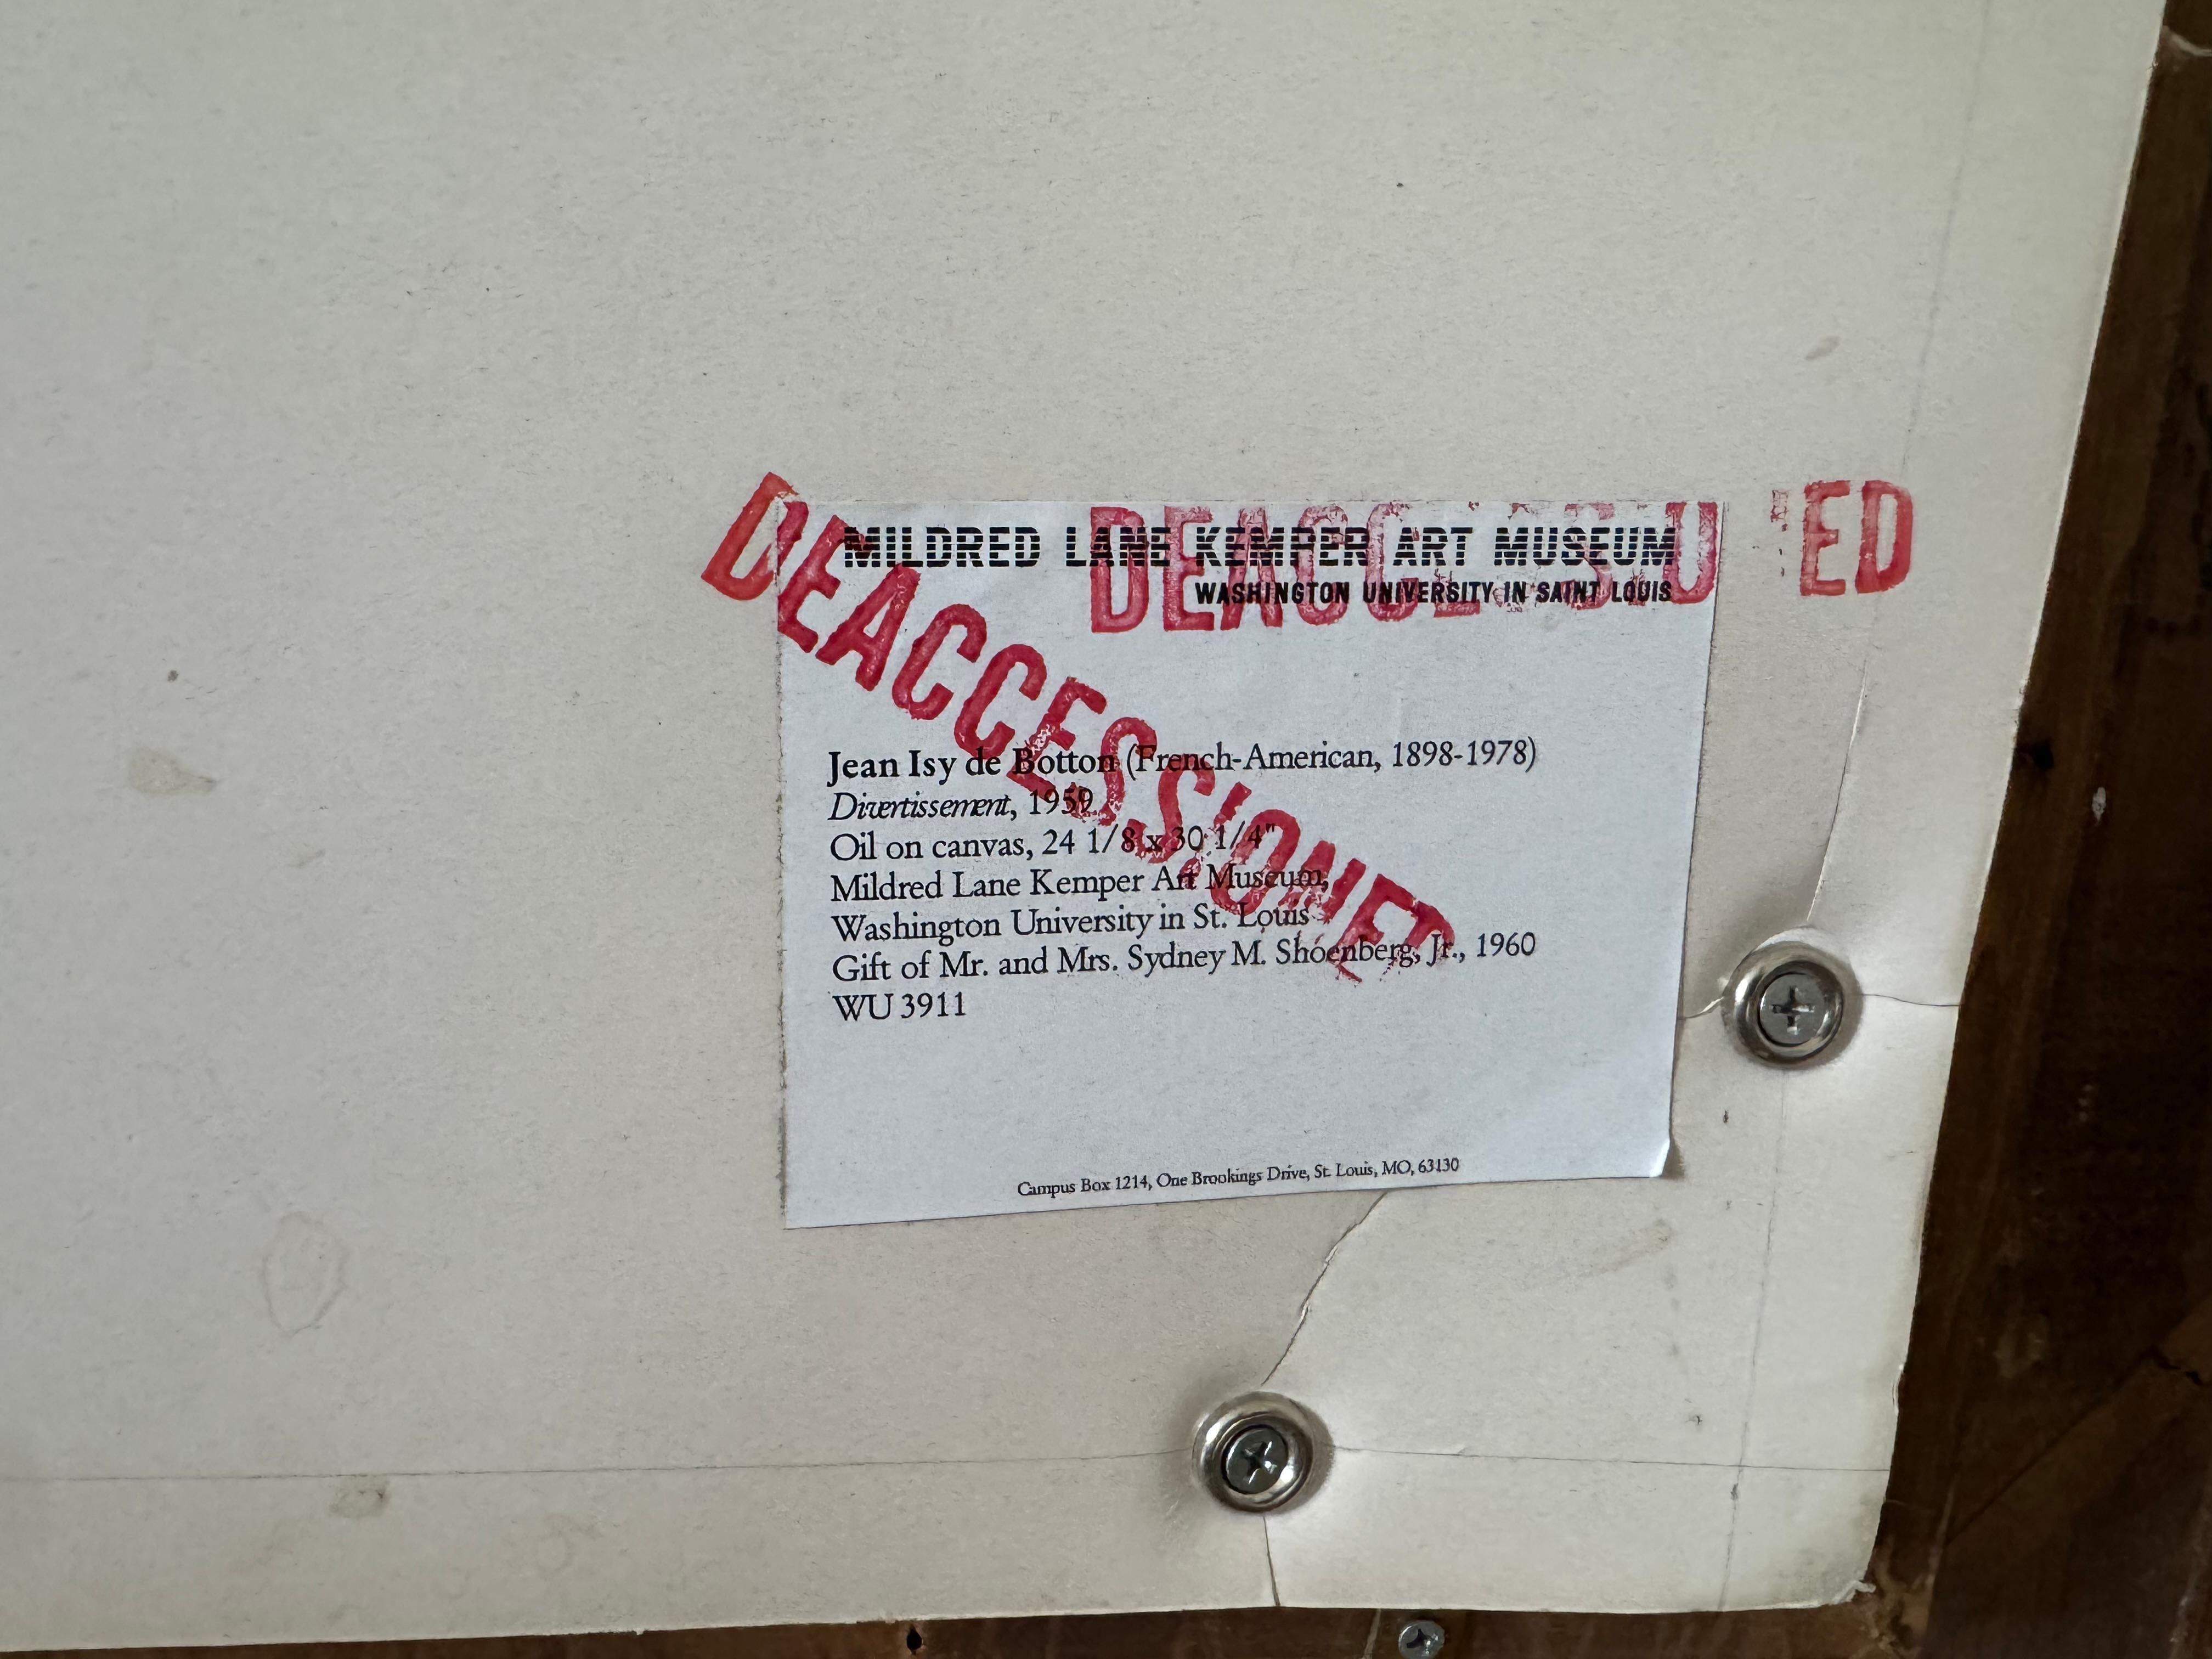 MILDRED LANE KEMPER ART MUSEUM
WASHINGTON UNIVERSITY IN SAINT LOUIS
DEACCESSIONED
DEACCESSIONED
Jean Isy de Botton (French-American, 1898-1978)
Divertissement, 1959
Oil on canvas, 24 1/8 x 30 1/4"
Mildred Lane Kemper Art Museum,
Washington University in St. Louis
Gift of Mr. and Mrs. Sydney M. Shoenberg, Jr., 1960
WU 3911
Campus Box 1214, One Brookings Drive, St. Louis, MO, 63130